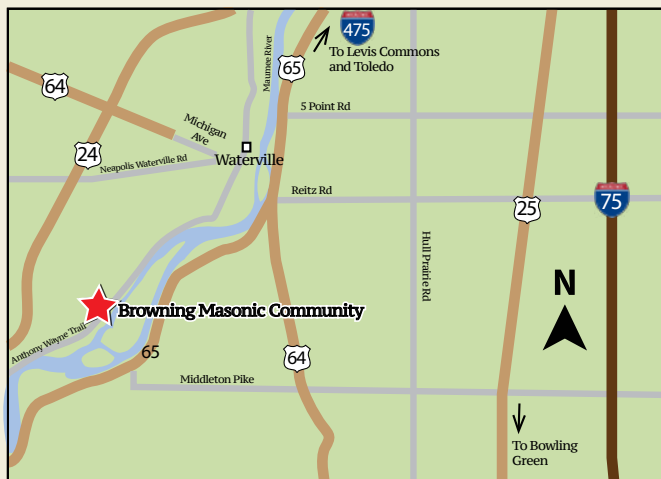 475
To Levis Commons
and Toledo
Maumee River
65
64
5 Point Rd
Michigan
Ave
Waterville
24
Neapolis Waterville Rd
Reitz Rd
25
75
Hull Prairie Rd
N
Browning Masonic Community
Anthony Wayne Trail
65
64
Middleton Pike
To Bowling
Green